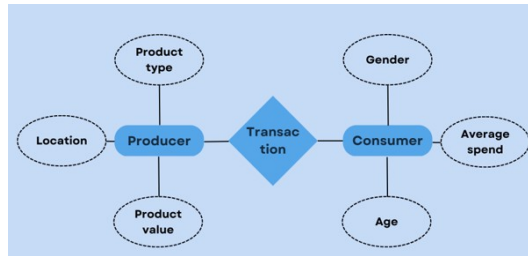 Product
type
Gender
Location
Producer
Transac
tion
Consumer
Average
spend
Product
value
Age